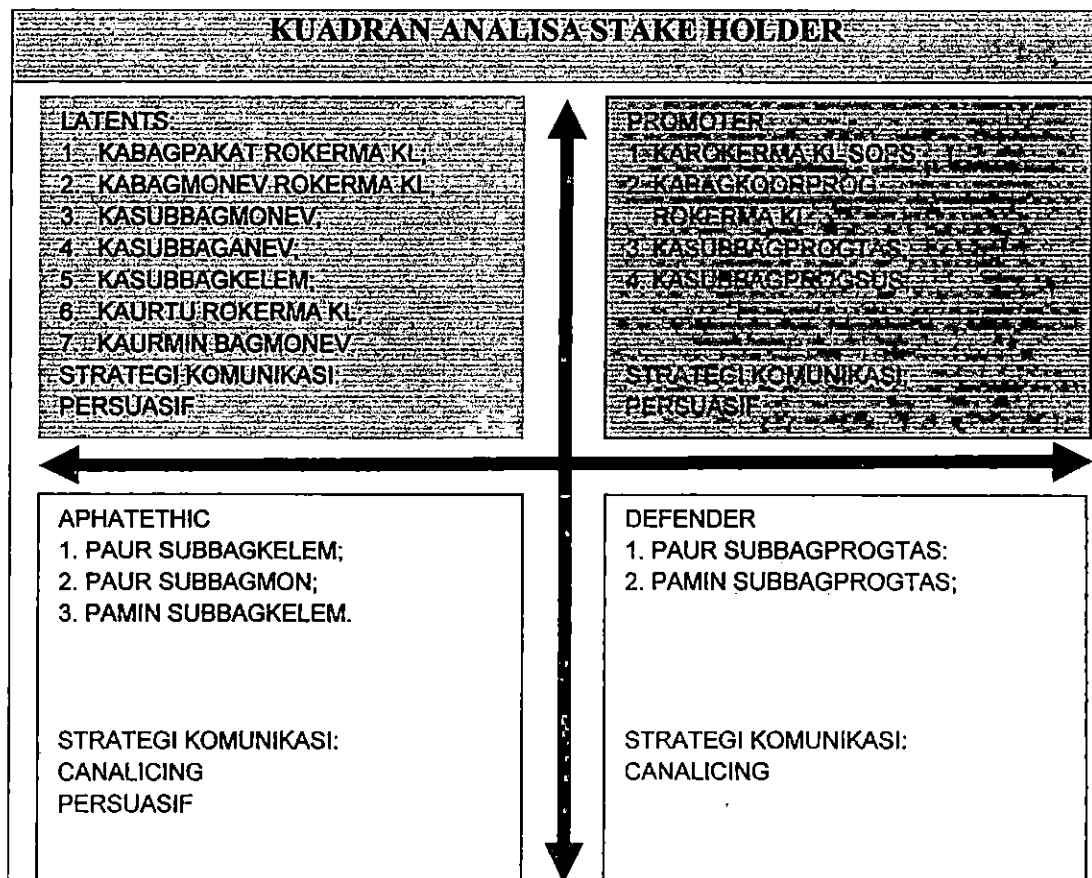 KUADRAN ANALISA STAKE HOLDER
LATENTS
1. KABAGPAKAT ROKERMA KL;
2. KABAGMONEV ROKERMA KL;
3. KASUBBAGMONEV;
4. KASUBBAGANEV;
5. KASUBBAGKELEM;
6. KAURTU ROKERMA KL;
7. KAURMIN BAGMONEV.
STRATEGI KOMUNIKASI:
PERSUASIF
PROMOTER
1. KAROKERMA KL SOPS
2. KABAGKOORPROG
ROKERMA KL
3. KASUBBAGPROGTAS
4. KASUBBAGPROGSUS
STRATEGI KOMUNIKASI:
PERSUASIF
APHATETHIC
1. PAUR SUBBAGKELEM;
2. PAUR SUBBAGMON;
3. PAMIN SUBBAGKELEM.
STRATEGI KOMUNIKASI:
CANALICING
PERSUASIF
DEFENDER
1. PAUR SUBBAGPROGTAS:
2. PAMIN SUBBAGPROGTAS;
STRATEGI KOMUNIKASI:
CANALICING